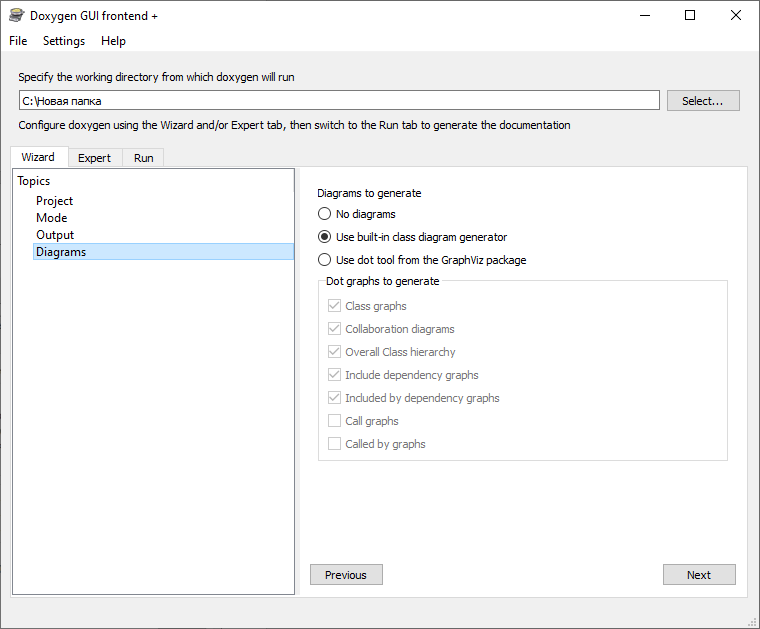 Doxygen GUI frontend +
File Settings Help
Specify the working directory from which doxygen will run
C:\Новая папка
Select...
Configure doxygen using the Wizard and/or Expert tab, then switch to the Run tab to generate the documentation
Wizard Expert Run
Topics
Project
Mode
Output
Diagrams
Diagrams to generate
No diagrams
Use built-in class diagram generator
Use dot tool from the GraphViz package
Dot graphs to generate
Class graphs
Collaboration diagrams
Overall Class hierarchy
Include dependency graphs
Included by dependency graphs
Call graphs
Called by graphs
Previous
Next